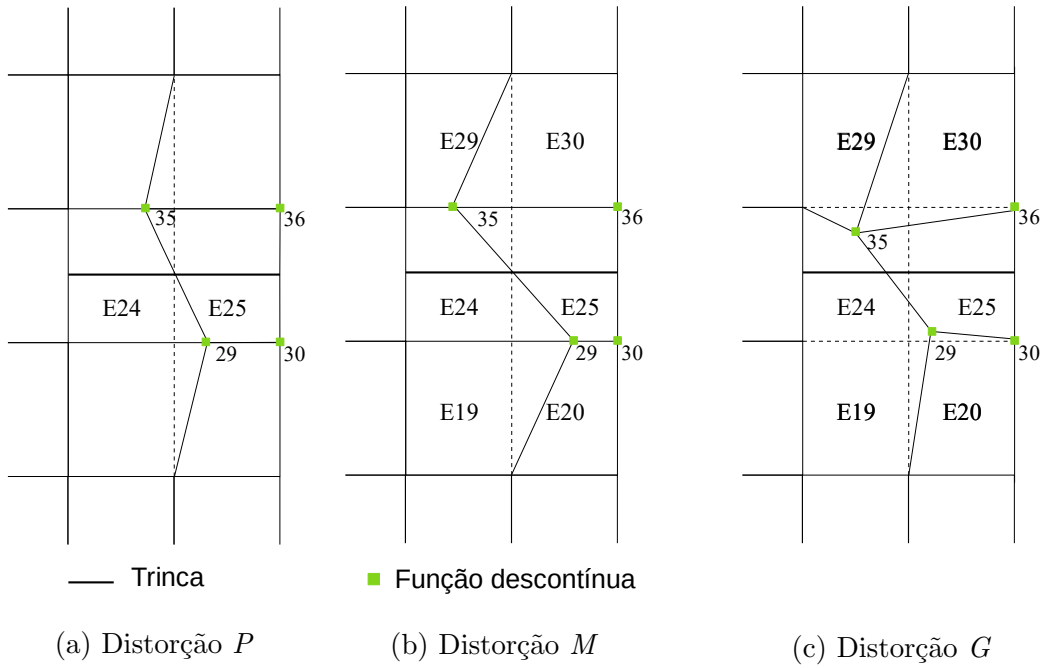 E29
E30
E29
E30
35
36
35
36
35
36
E24
E25
E24
E25
E24
E25
29
30
29
30
29
30
E19
E20
E19
E20
Trinca
Função descontínua
(a) Distorção P
(b) Distorção M
(c) Distorção G